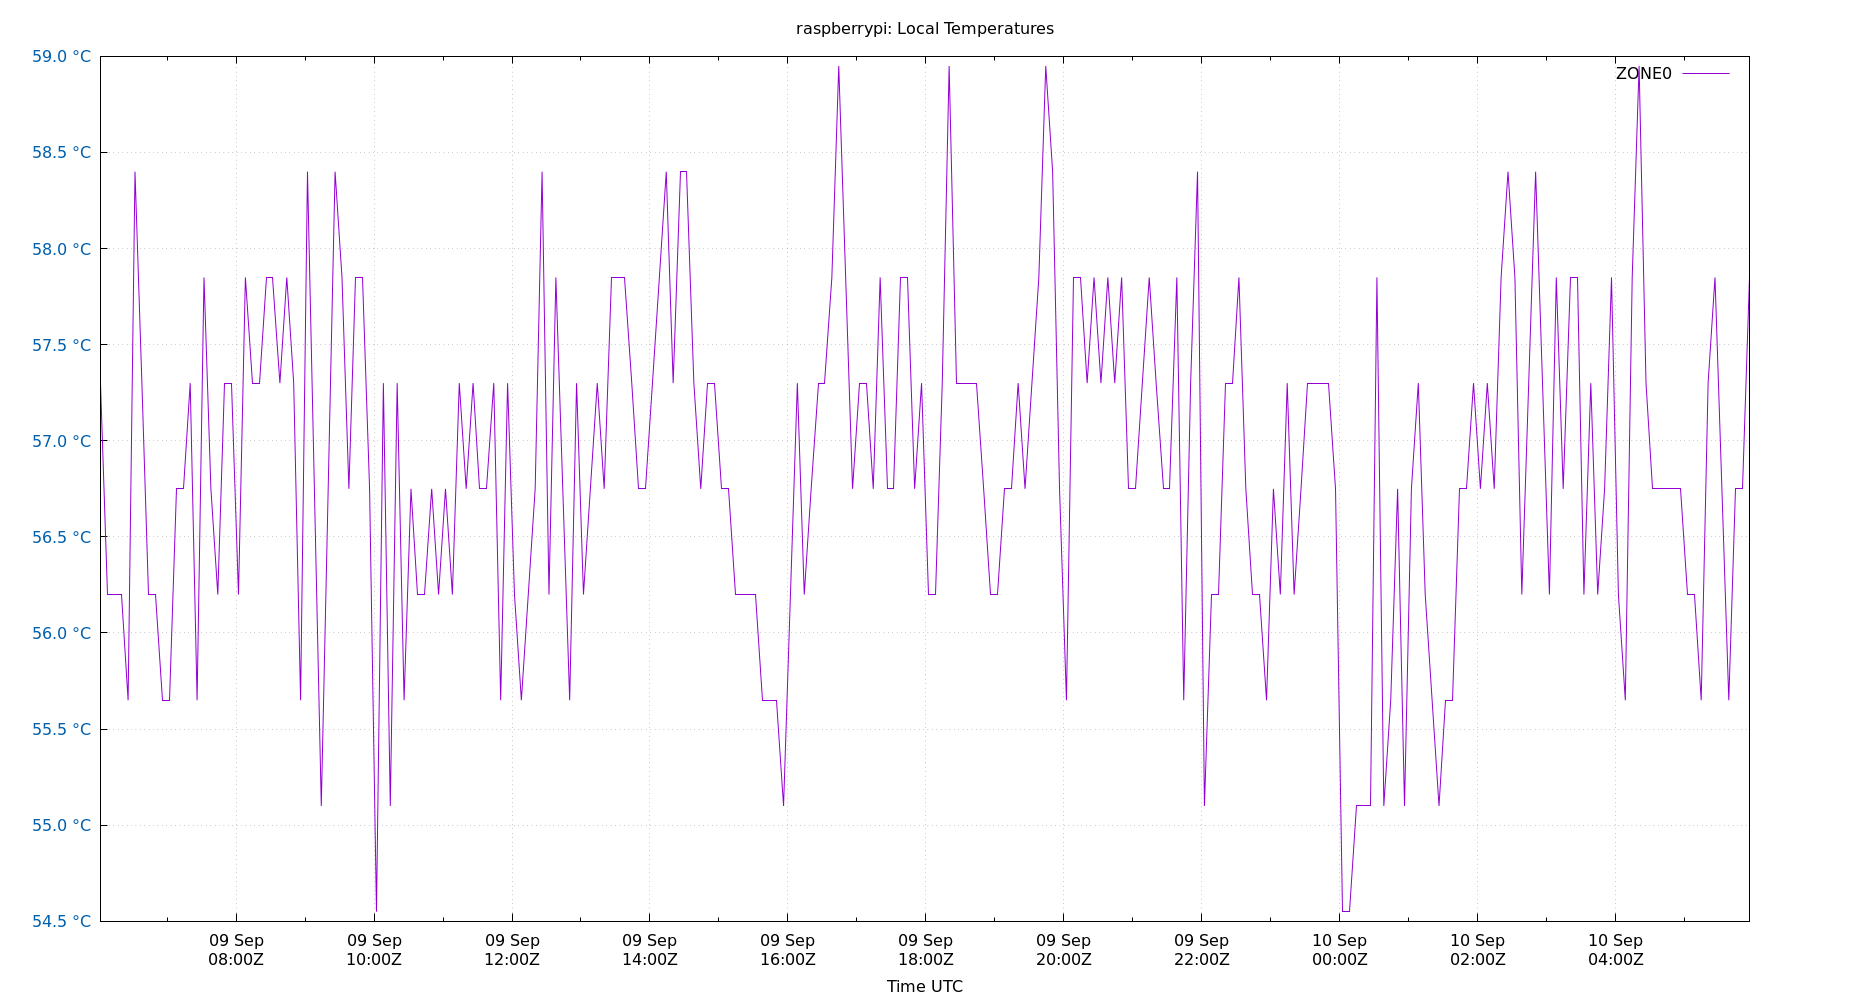 raspberrypi: Local Temperatures
59.0 °C
58.5 °C
58.0 °C
57.5 °C
57.0 °C
56.5 °C
56.0 °C
55.5 °C
55.0 °C
54.5 °C
ZONE0
09 Sep
08:00Z
09 Sep
10:00Z
09 Sep
12:00Z
09 Sep
14:00Z
09 Sep
16:00Z
09 Sep
18:00Z
09 Sep
20:00Z
09 Sep
22:00Z
10 Sep
00:00Z
10 Sep
02:00Z
10 Sep
04:00Z
Time UTC